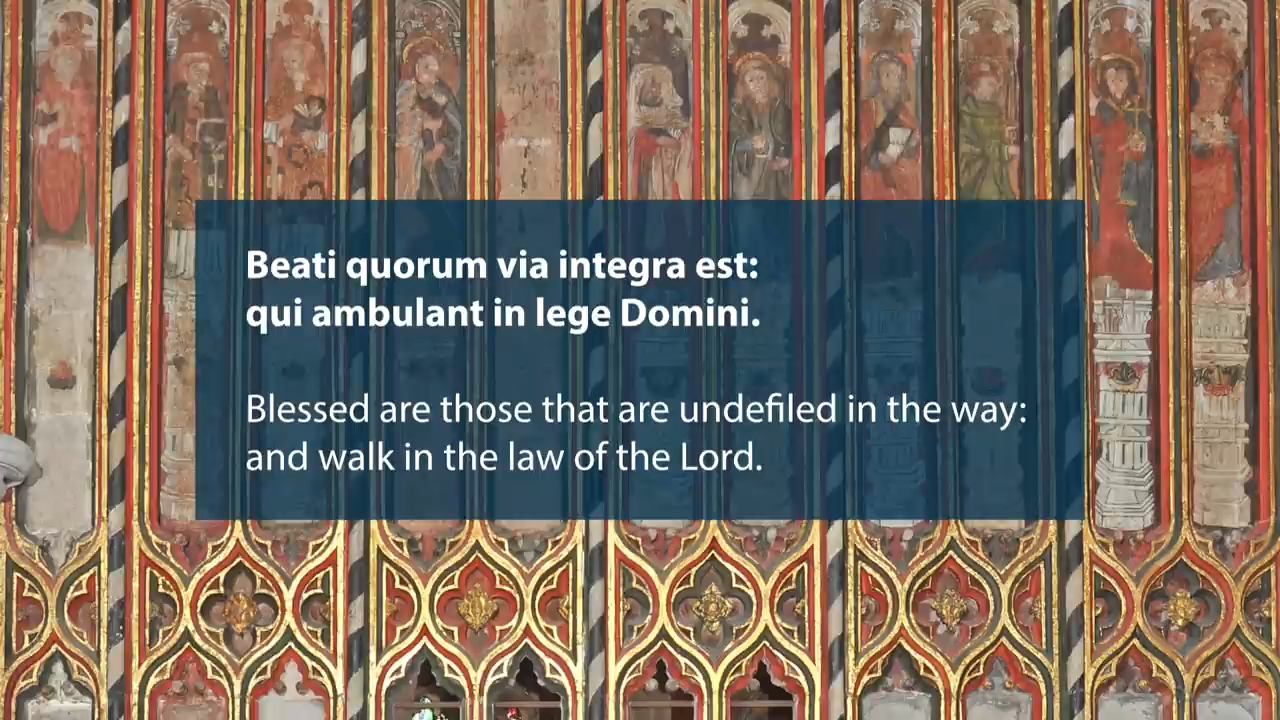 Beati quorum via integra est:
qui ambulant in lege Domini.
Blessed are those that are undefiled in the way:
and walk in the law of the Lord.